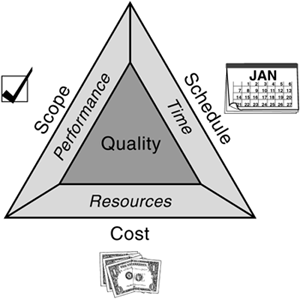 JAN
Scope
Performance
Schedule
Time
Quality
Resources
Cost